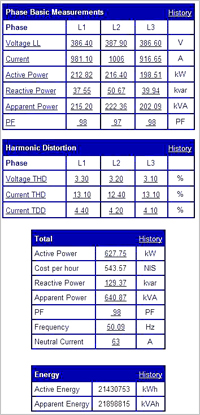 Phase Basic Measurements History
Phase L1 L2 L3
Voltage LL 386.40 387.90 386.60 V
Current 981.10 1006 916.65 A
Active Power 212.82 216.40 198.51 kW
Reactive Power 37.55 50.67 39.94 kvar
Apparent Power 215.20 222.36 202.09 kVA
PF .98 .97 .98 PF
Harmonic Distortion History
Phase L1 L2 L3
Voltage THD 3.30 3.20 3.10 %
Current THD 13.10 12.40 13.10 %
Current TDD 4.40 4.20 4.10 %
Total History
Active Power 627.75 kW
Cost per hour 543.57 NIS
Reactive Power 129.37 kvar
Apparent Power 640.87 kVA
PF .98 PF
Frequency 50.09 Hz
Neutral Current 63 A
Energy History
Active Energy 21430753 kWh
Apparent Energy 21898815 kVAh